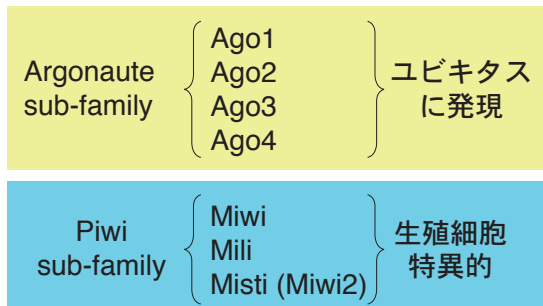 Argonaute
sub-family
Ago1
Ago2
Ago3
Ago4
ユビキタス
に発現
Piwi
sub-family
Miwi
Mili
Misti (Miwi2)
生殖細胞
特異的